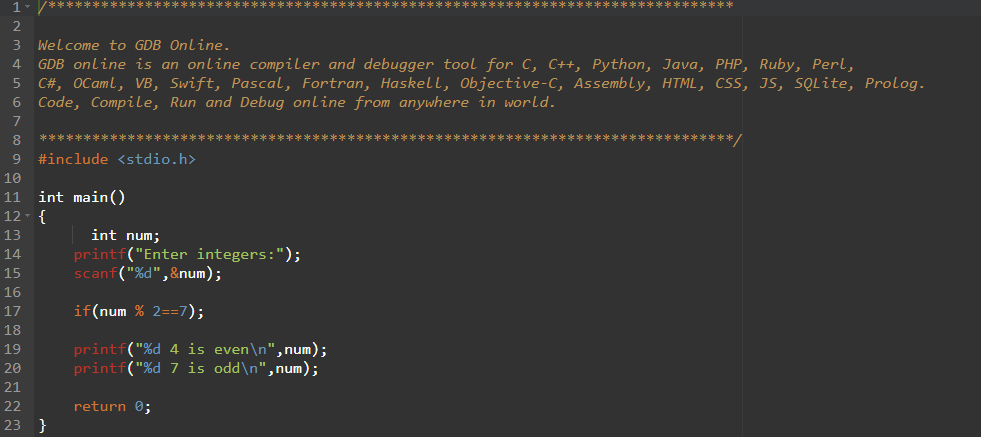 1 /******************************************************************************
2
3 Welcome to GDB Online.
4 GDB online is an online compiler and debugger tool for C, C++, Python, Java, PHP, Ruby, Perl,
5 C#, OCaml, VB, Swift, Pascal, Fortran, Haskell, Objective-C, Assembly, HTML, CSS, JS, SQLite, Prolog.
6 Code, Compile, Run and Debug online from anywhere in world.
7
8 *******************************************************************************/
9 #include <stdio.h>
10
11 int main()
12 {
13       int num;
14     printf("Enter integers:");
15     scanf("%d",&num);
16
17     if(num % 2==7);
18
19     printf("%d 4 is even\n",num);
20     printf("%d 7 is odd\n",num);
21
22     return 0;
23 }